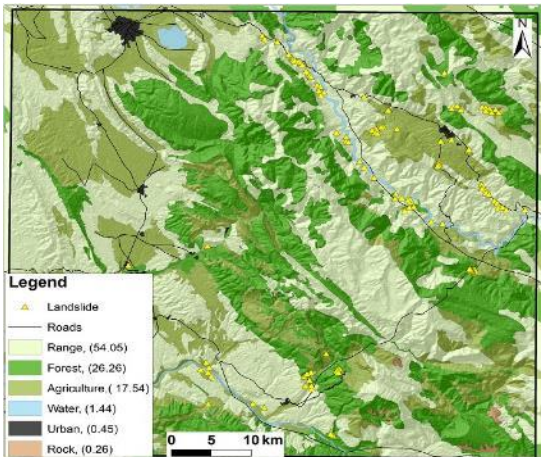 N
Legend
Landslide
Roads
Range, (54.05)
Forest, (26.26)
Agriculture,( 17.54)
Water, (1.44)
Urban, (0.45)
Rock, (0.26)
0 5 10 km